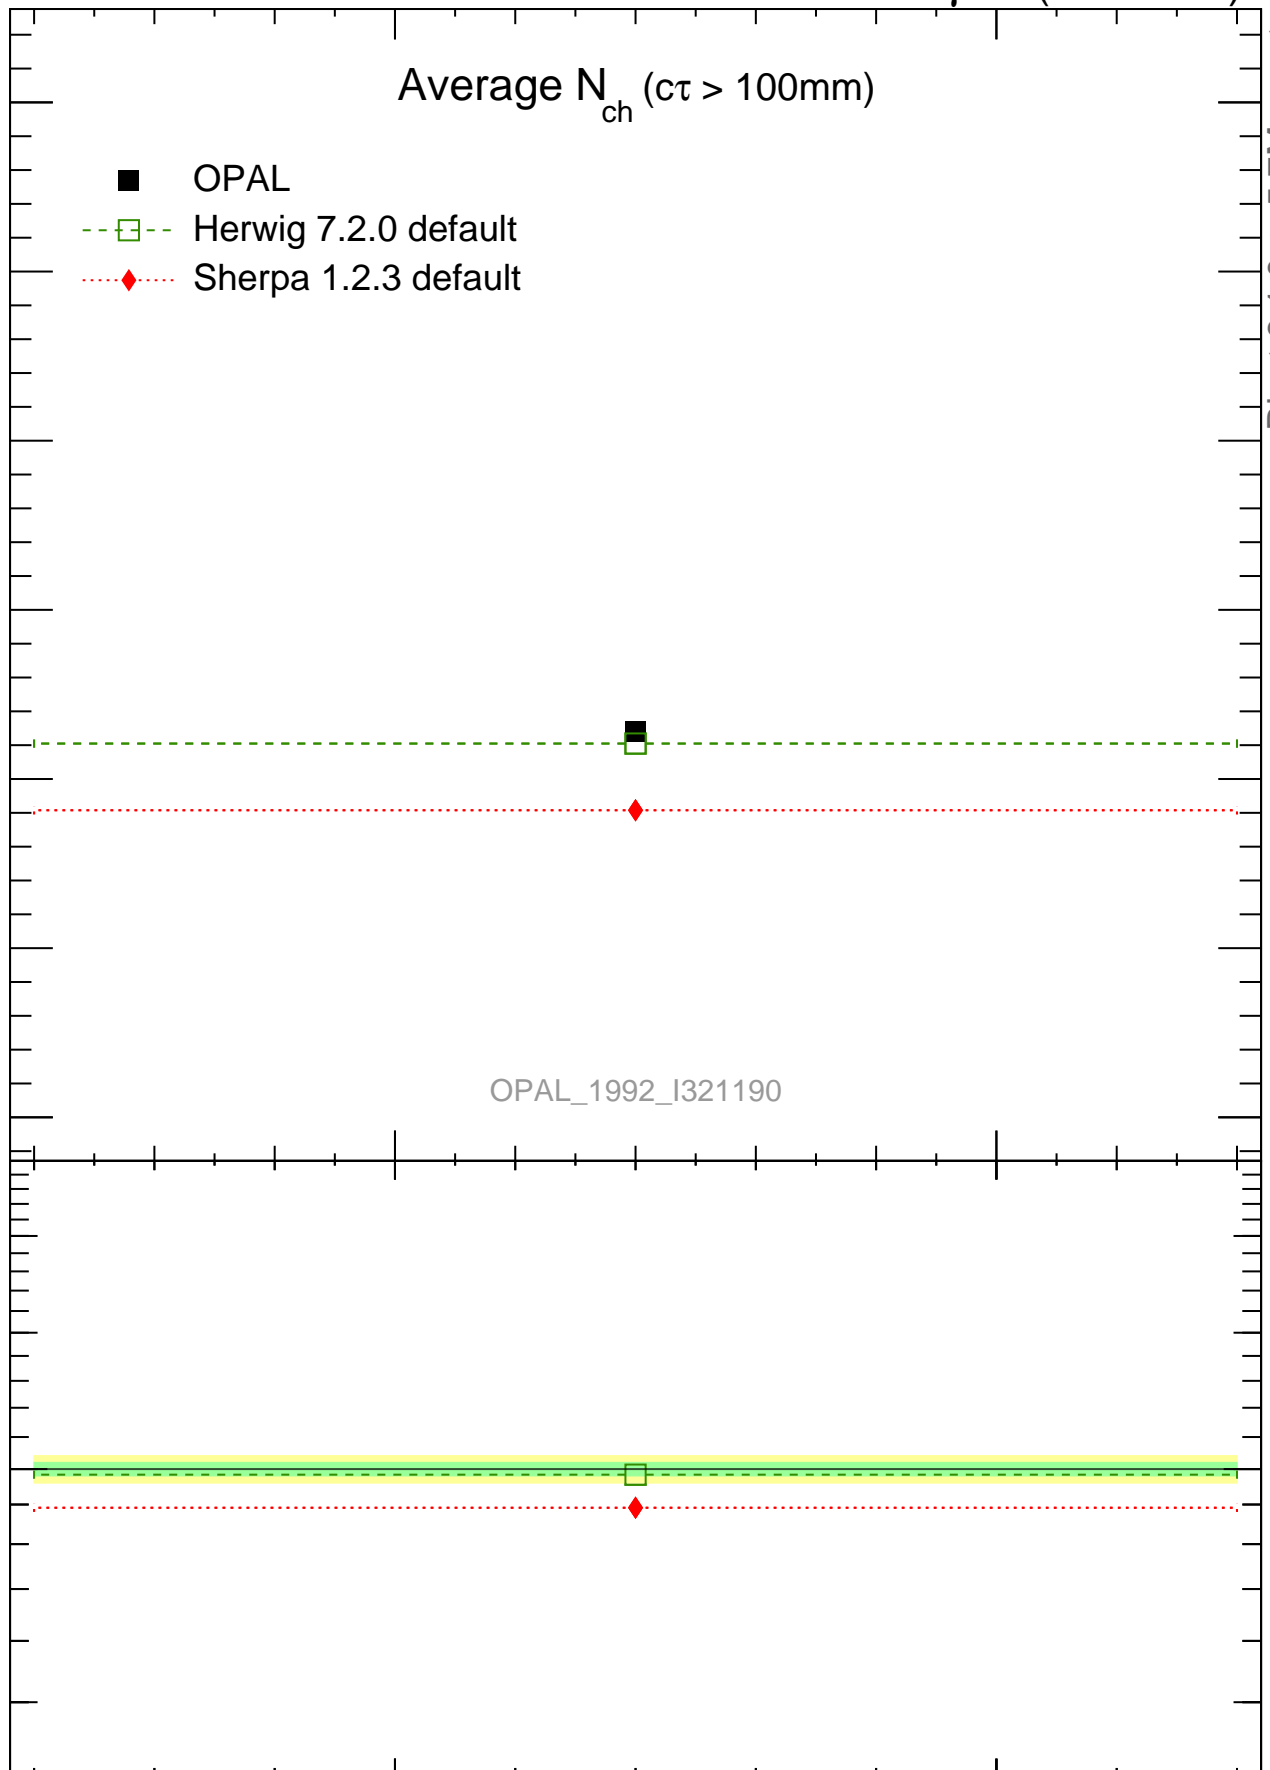 Average N_ch (cτ > 100mm)
OPAL
Herwig 7.2.0 default
Sherpa 1.2.3 default
OPAL_1992_I321190